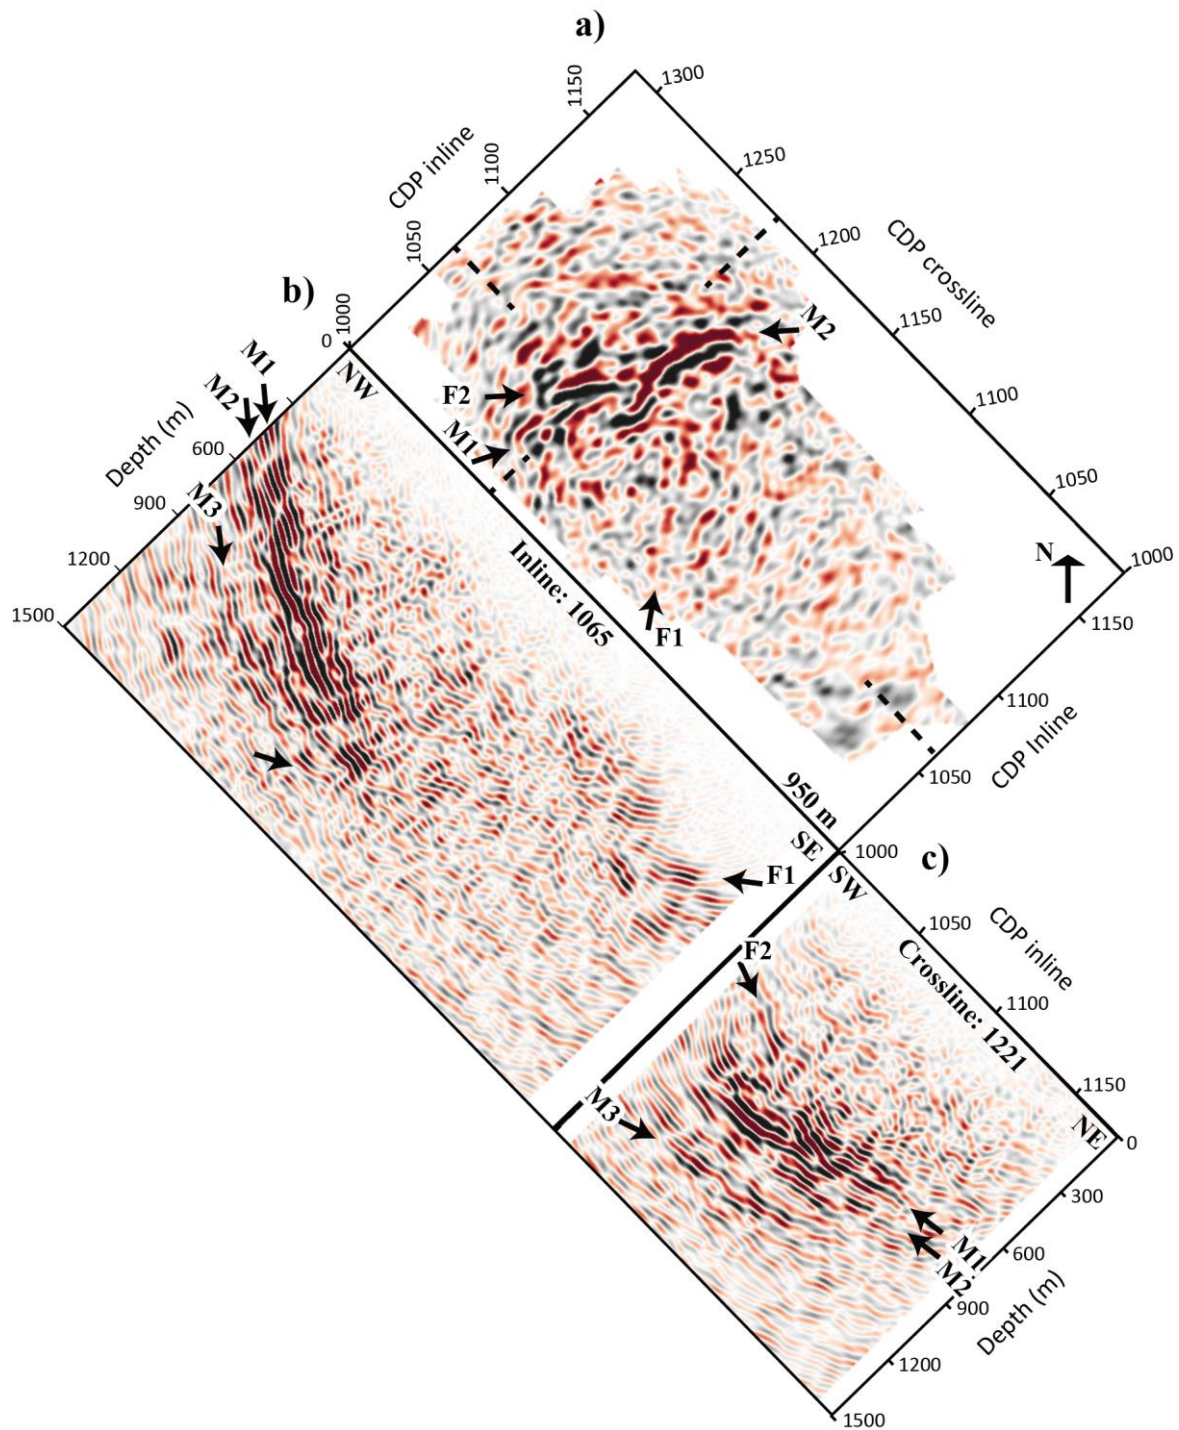 a)
1150
1300
CDP inline
1100
1250
1050
1200
CDP crossline
b)
1000
0
M1
M2
NW
1150
M2
F2
Depth (m)
600
M1
1100
M3
900
1050
1200
Inline: 1065
N
1000
1500
F1
1150
1100
CDP Inline
1050
950 m
SE
1000
c)
SW
F1
1050
CDP inline
F2
Crossline: 1221
1100
1150
M3
NE
0
300
M1
600
M2
900
Depth (m)
1200
1500